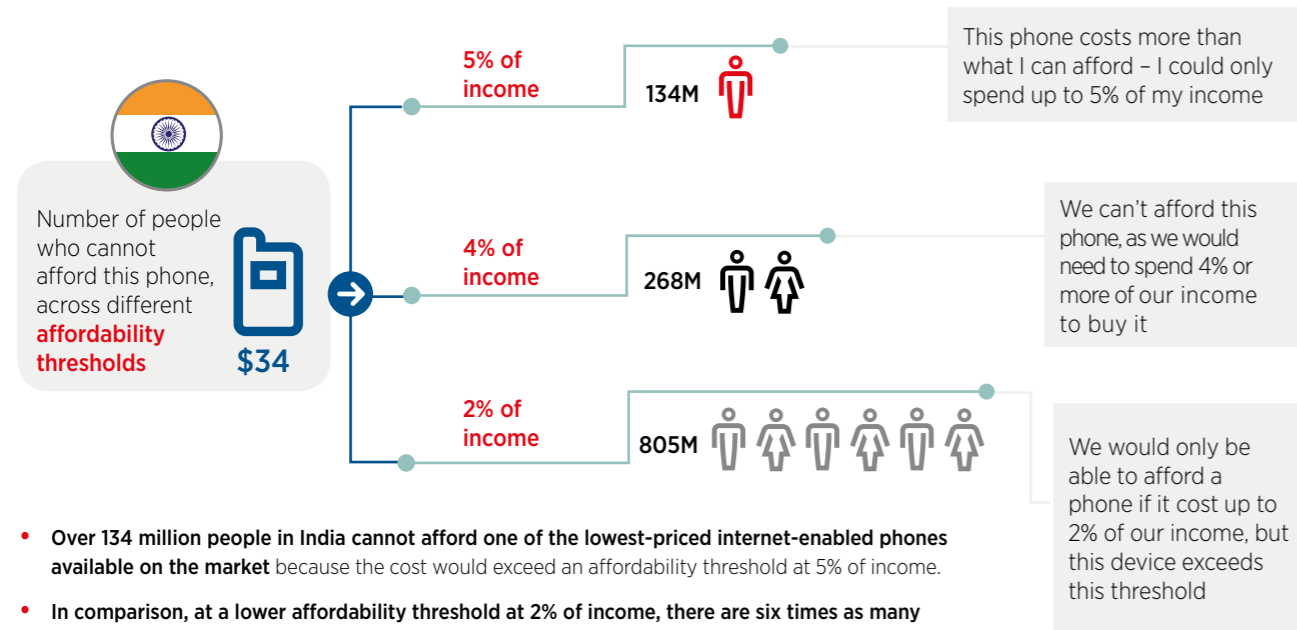 5% of
income
134M
This phone costs more than
what I can afford – I could only
spend up to 5% of my income
Number of people
who cannot
afford this phone,
across different
affordability
thresholds
$34
4% of
income
268M
We can't afford this
phone, as we would
need to spend 4% or
more of our income
to buy it
2% of
income
805M
We would only be
able to afford a
phone if it cost up to
2% of our income, but
this device exceeds
this threshold
• Over 134 million people in India cannot afford one of the lowest-priced internet-enabled phones
available on the market because the cost would exceed an affordability threshold at 5% of income.
• In comparison, at a lower affordability threshold at 2% of income, there are six times as many